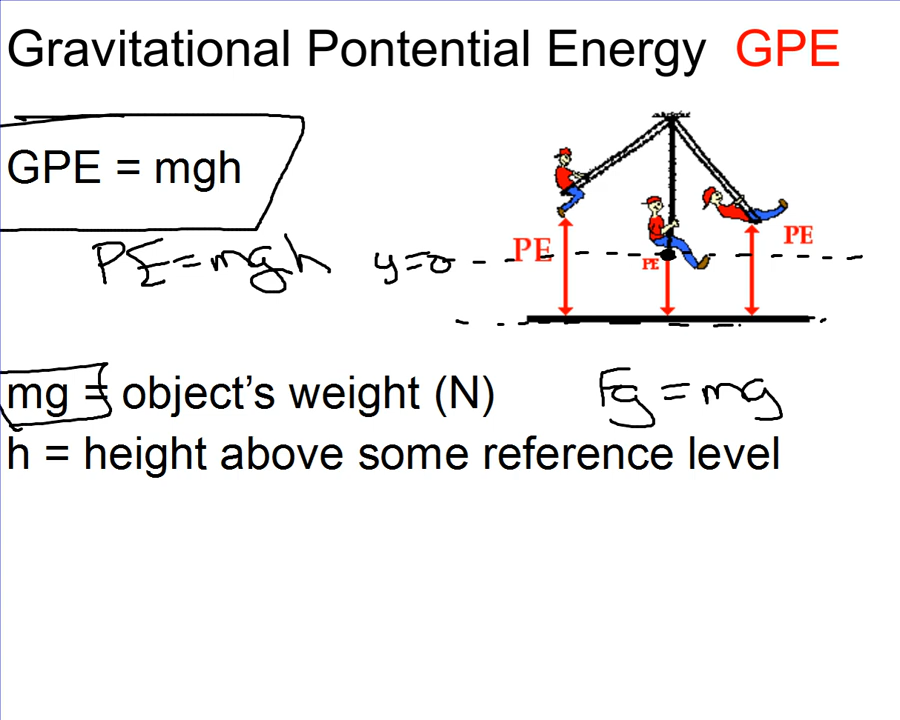 Gravitational Pontential Energy GPE
GPE = mgh
PE = mgh
y=0
PE
PE
PE
mg = object's weight (N)
Fg = mg
h = height above some reference level